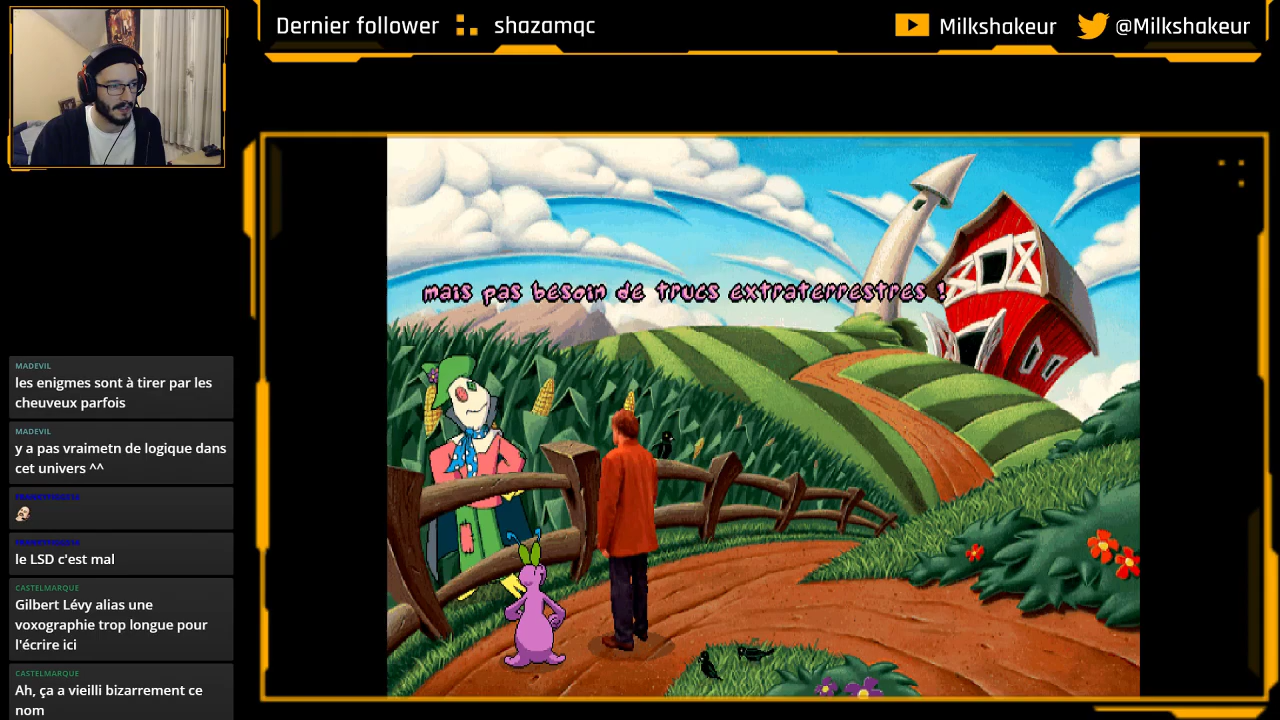 Dernier follower shazamqc
Milkshakeur @Milkshakeur
mais pas besoin de trucs extraterrestres !
MADEVIL
les enigmes sont à tirer par les
cheuveux parfois
MADEVIL
y a pas vraimetn de logique dans
cet univers ^^
le LSD c'est mal
CASTELMARQUE
Gilbert Lévy alias une
voxographie trop longue pour
l'écrire ici
CASTELMARQUE
Ah, ça a vieilli bizarrement ce
nom